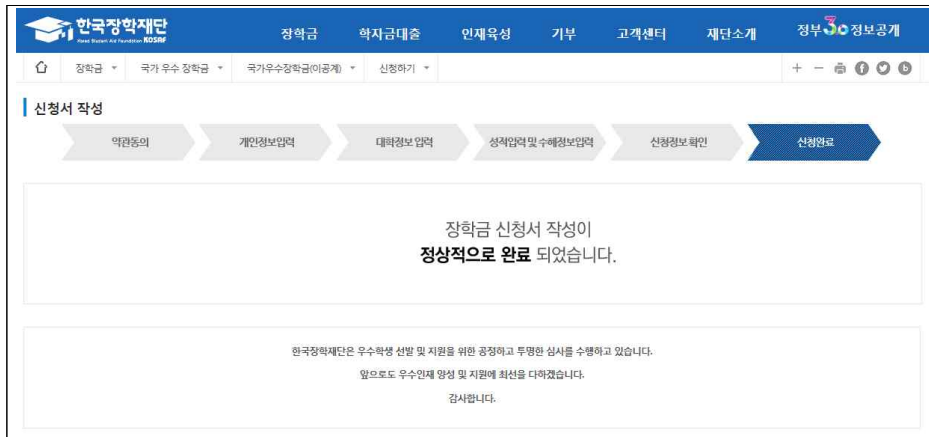 한국장학재단
Korea Student Aid Foundation KOSAF
장학금 학자금대출 인재육성 기부 고객센터 재단소개 정부3.0정보공개
장학금 국가 우수 장학금 국가우수장학금(이공계) 신청하기
신청서 작성
약관동의 개인정보입력 대학정보 입력 성적입력 및 수혜정보입력 신청정보 확인 신청완료
장학금 신청서 작성이
정상적으로 완료 되었습니다.
한국장학재단은 우수학생 선발 및 지원을 위한 공정하고 투명한 심사를 수행하고 있습니다.
앞으로도 우수인재 양성 및 지원에 최선을 다하겠습니다.
감사합니다.